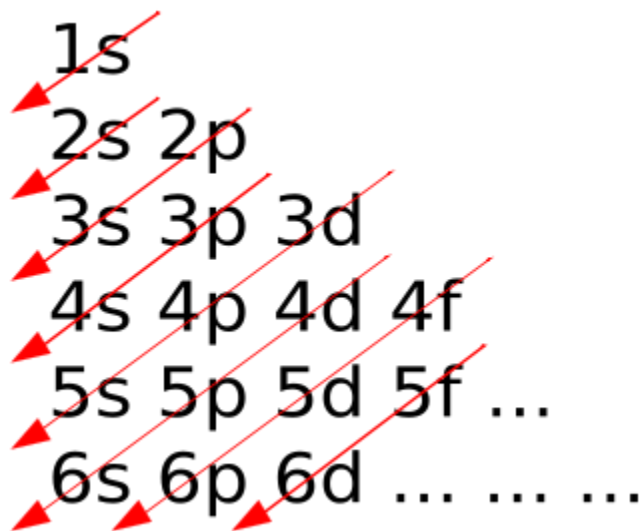 1s
2s 2p
3s 3p 3d
4s 4p 4d 4f
5s 5p 5d 5f ...
6s 6p 6d ... ... ...